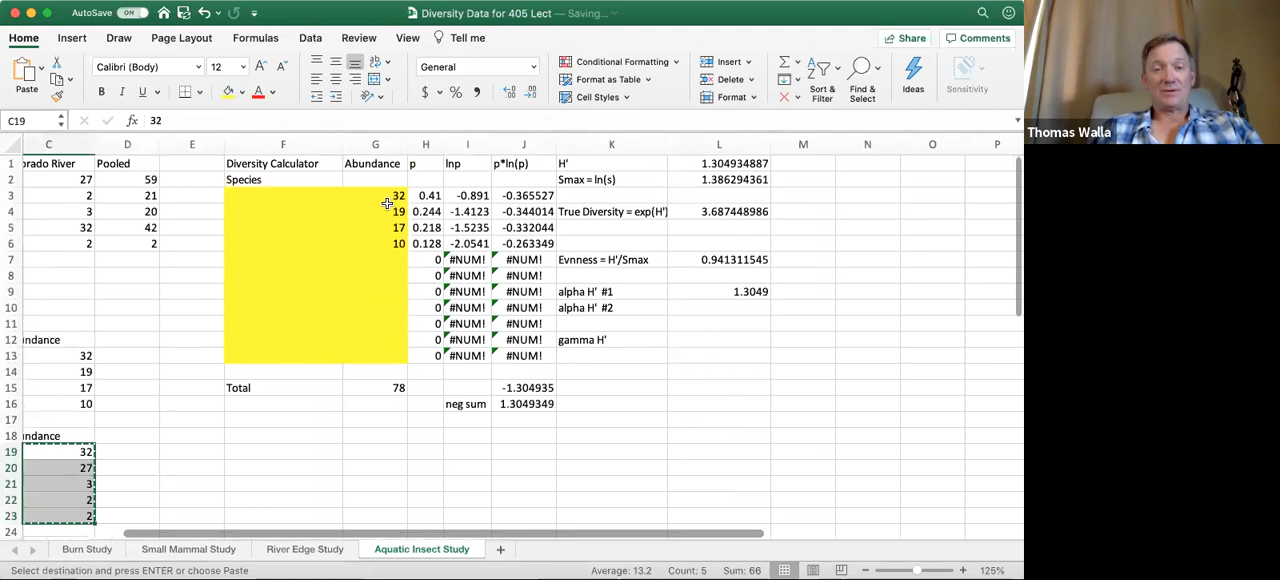 AutoSave ON Diversity Data for 405 Lect — Saving...
Home Insert Draw Page Layout Formulas Data Review View Tell me Share Comments
Paste Calibri (Body) 12 A A General Conditional Formatting Insert Sort & Filter Find & Select Ideas Sensitivity
B I U A $ % Format as Table Delete
Cell Styles Format
C19 fx 32
C D E F G H I J K L M N O P
1 orado River Pooled Diversity Calculator Abundance p lnp p*ln(p) H' 1.304934887
2 27 59 Species Smax = ln(s) 1.386294361
3 2 21 32 0.41 -0.891 -0.365527
4 3 20 19 0.244 -1.4123 -0.344014 True Diversity = exp(H') 3.687448986
5 32 42 17 0.218 -1.5235 -0.332044
6 2 2 10 0.128 -2.0541 -0.263349
7 0 #NUM! #NUM! Evnness = H'/Smax 0.941311545
8 0 #NUM! #NUM!
9 0 #NUM! #NUM! alpha H' #1 1.3049
10 0 #NUM! #NUM! alpha H' #2
11 0 #NUM! #NUM!
12 undance 0 #NUM! #NUM! gamma H'
13 32 0 #NUM! #NUM!
14 19
15 17 Total 78 -1.304935
16 10 neg sum 1.3049349
17
18 undance
19 32
20 27
21 3
22 2
23 2
24
Burn Study Small Mammal Study River Edge Study Aquatic Insect Study +
Select destination and press ENTER or choose Paste Average: 13.2 Count: 5 Sum: 66 125%
Thomas Walla